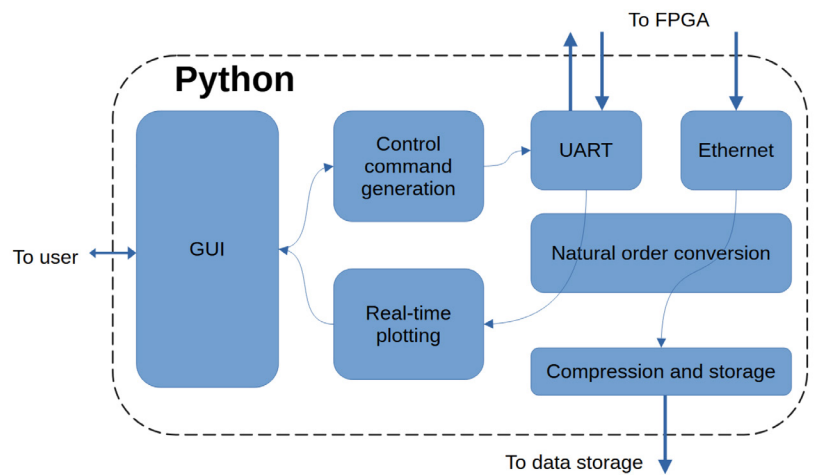 To FPGA
Python
Control
command
generation
UART
Ethernet
To user
GUI
Natural order conversion
Real-time
plotting
Compression and storage
To data storage